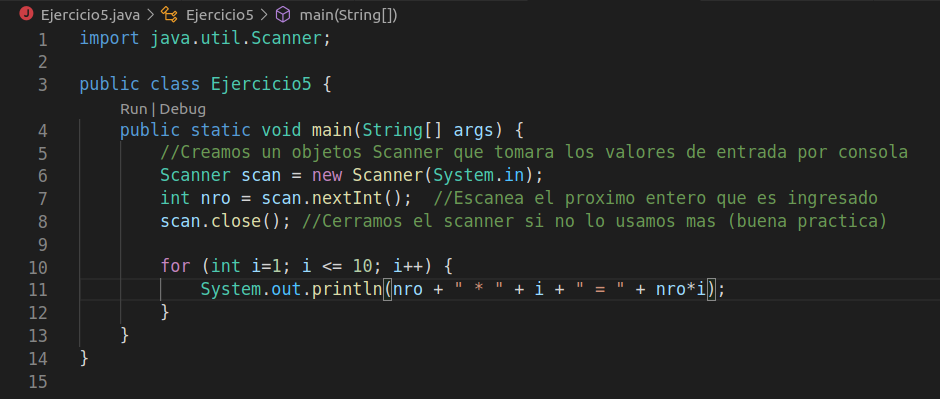 Ejercicio5.java > Ejercicio5 > main(String[])
1 import java.util.Scanner;
2
3 public class Ejercicio5 {
Run | Debug
4 public static void main(String[] args) {
5 //Creamos un objetos Scanner que tomara los valores de entrada por consola
6 Scanner scan = new Scanner(System.in);
7 int nro = scan.nextInt();  //Escanea el proximo entero que es ingresado
8 scan.close(); //Cerramos el scanner si no lo usamos mas (buena practica)
9
10 for (int i=1; i <= 10; i++) {
11 System.out.println(nro + " * " + i + " = " + nro*i);
12 }
13 }
14 }
15